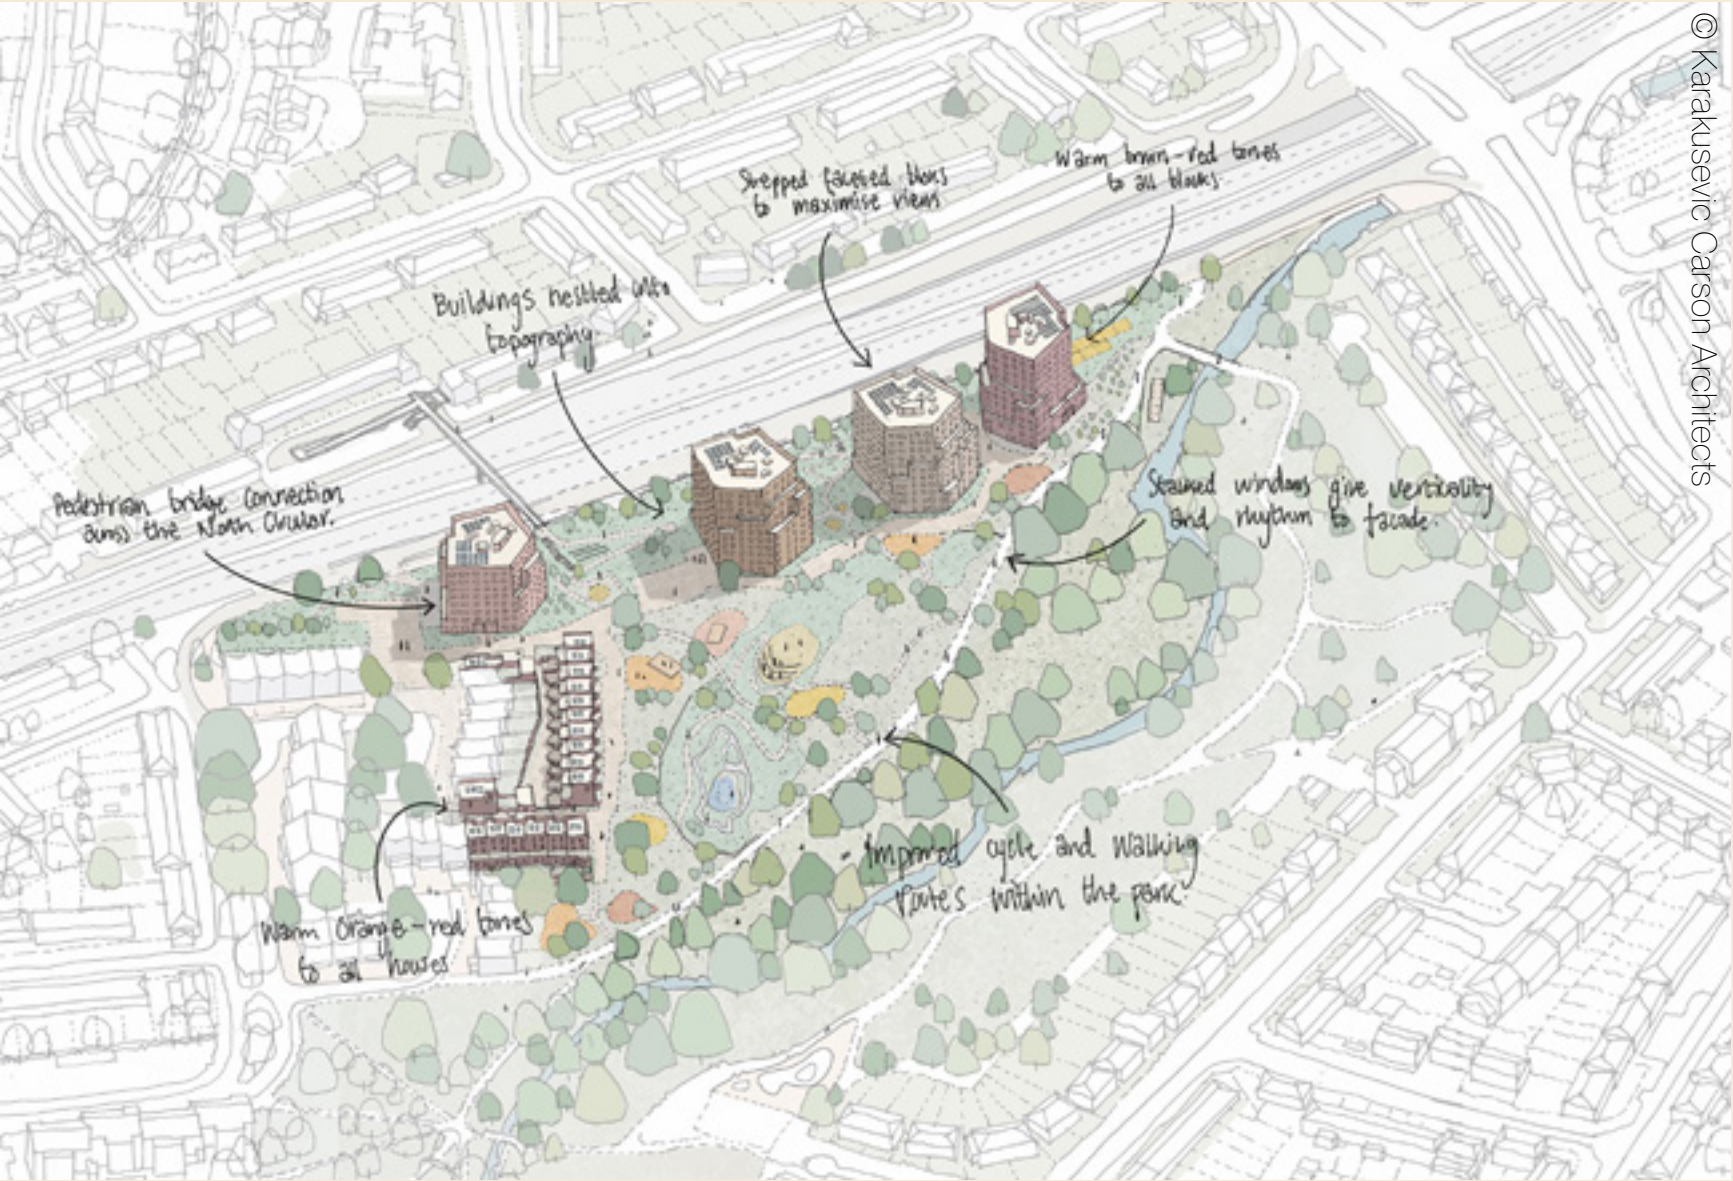 © Karakusevic Carson Architects
Stepped faceted blocks
to maximise views
Warm brown-red tones
to all blocks
Buildings nestled into
topography
Pedestrian bridge connection
across the North Circular.
Stacked windows give verticality
and rhythm to facade.
Improved cycle and walking
routes within the park.
Warm orange-red tones
to all houses